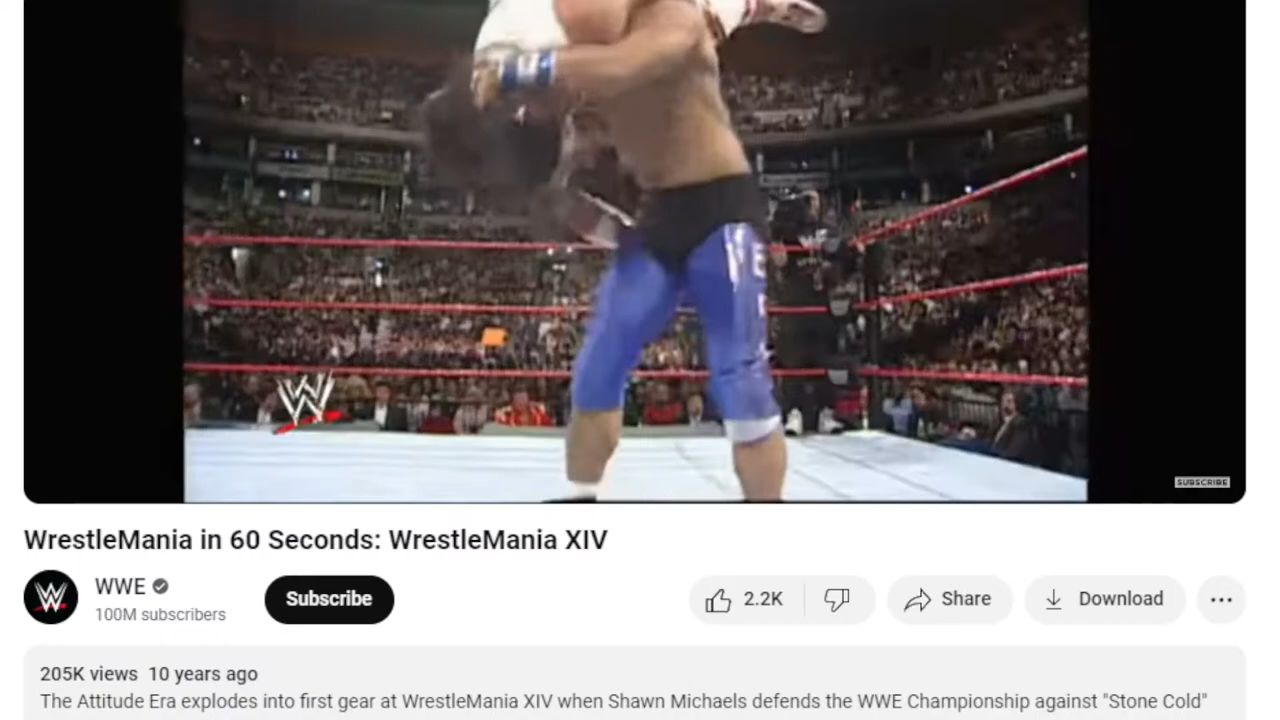 SUBSCRIBE
WrestleMania in 60 Seconds: WrestleMania XIV
WWE
100M subscribers
Subscribe
2.2K
Share
Download
205K views 10 years ago
The Attitude Era explodes into first gear at WrestleMania XIV when Shawn Michaels defends the WWE Championship against "Stone Cold"